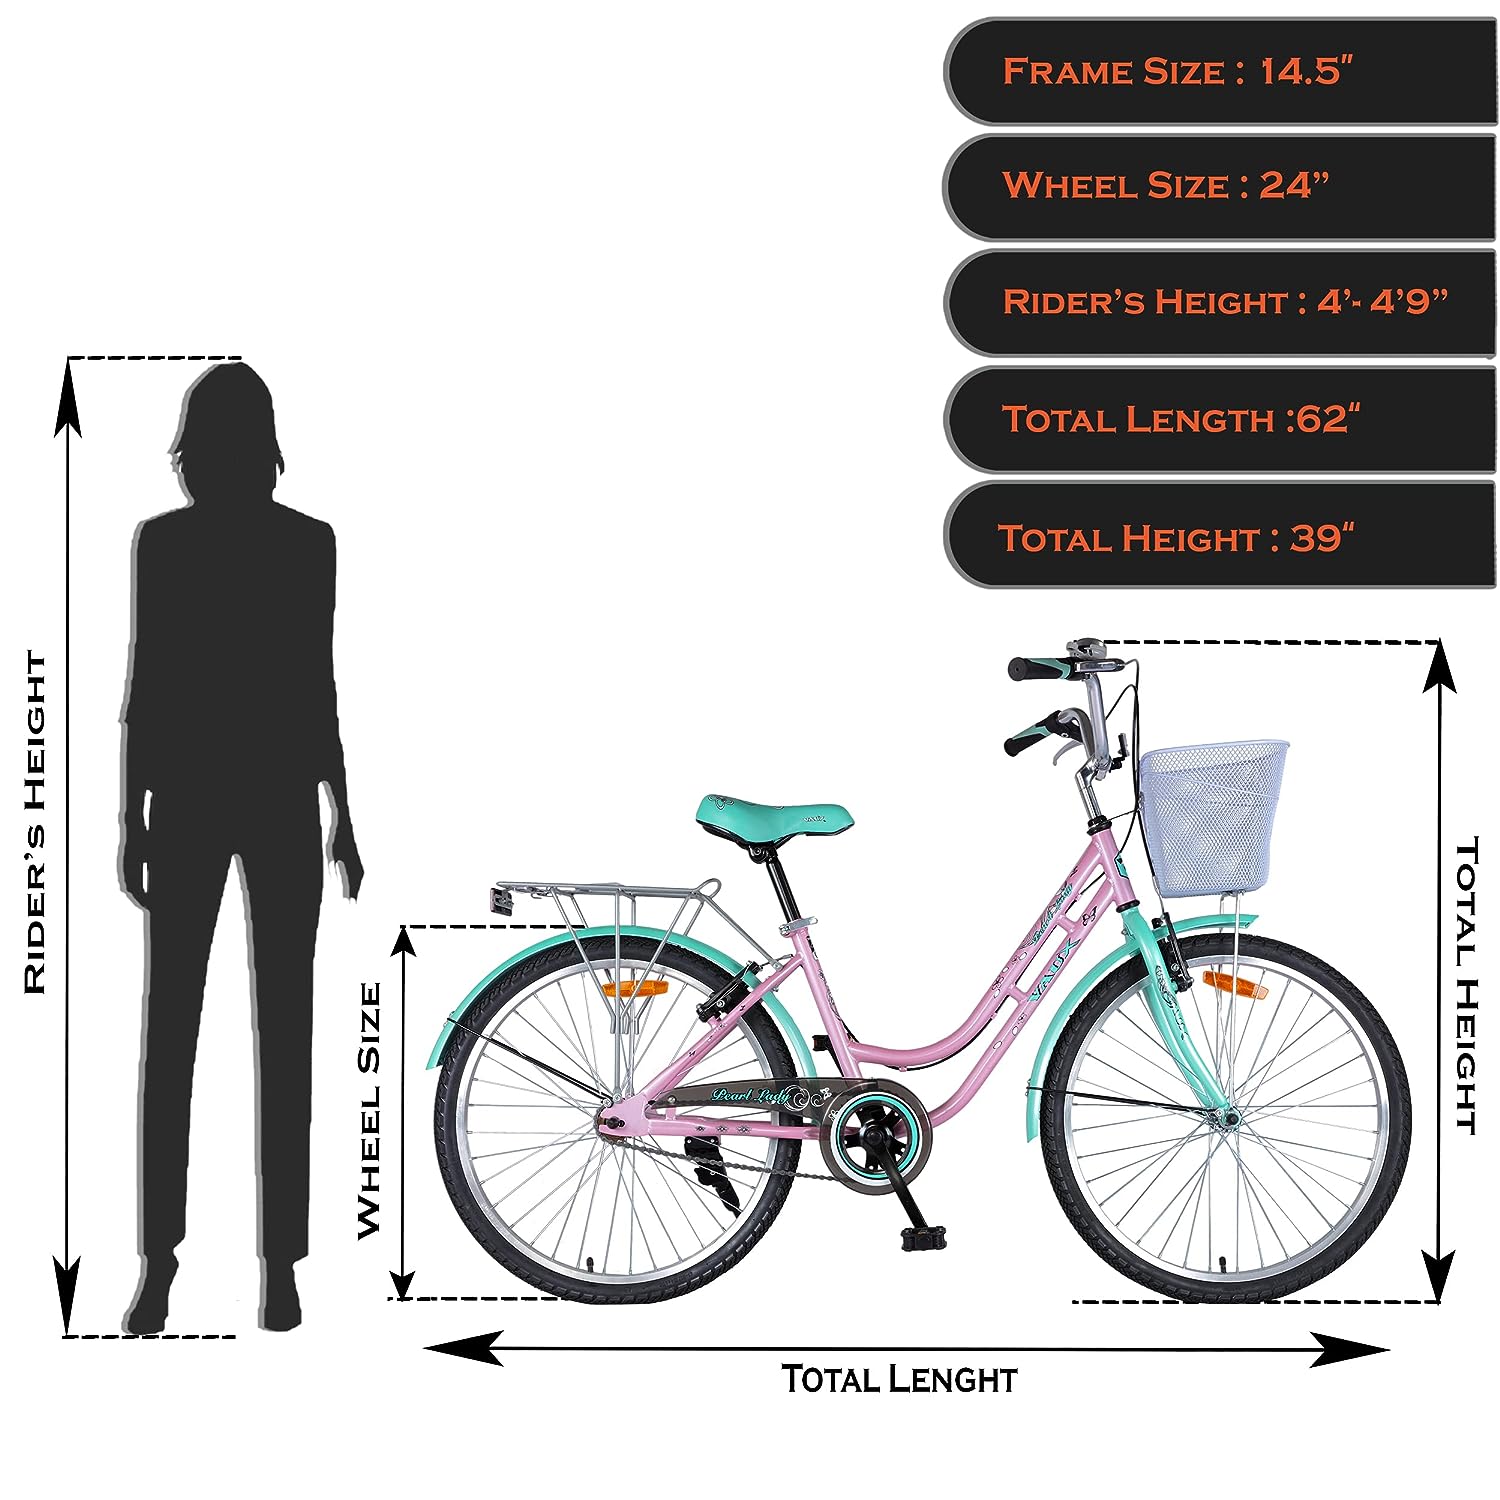 FRAME SIZE : 14.5"
WHEEL SIZE : 24”
RIDER’S HEIGHT : 4’- 4’9”
TOTAL LENGTH :62“
TOTAL HEIGHT : 39“
RIDER’S HEIGHT
WHEEL SIZE
TOTAL HEIGHT
VAUX
Pearl Lady
TOTAL LENGHT